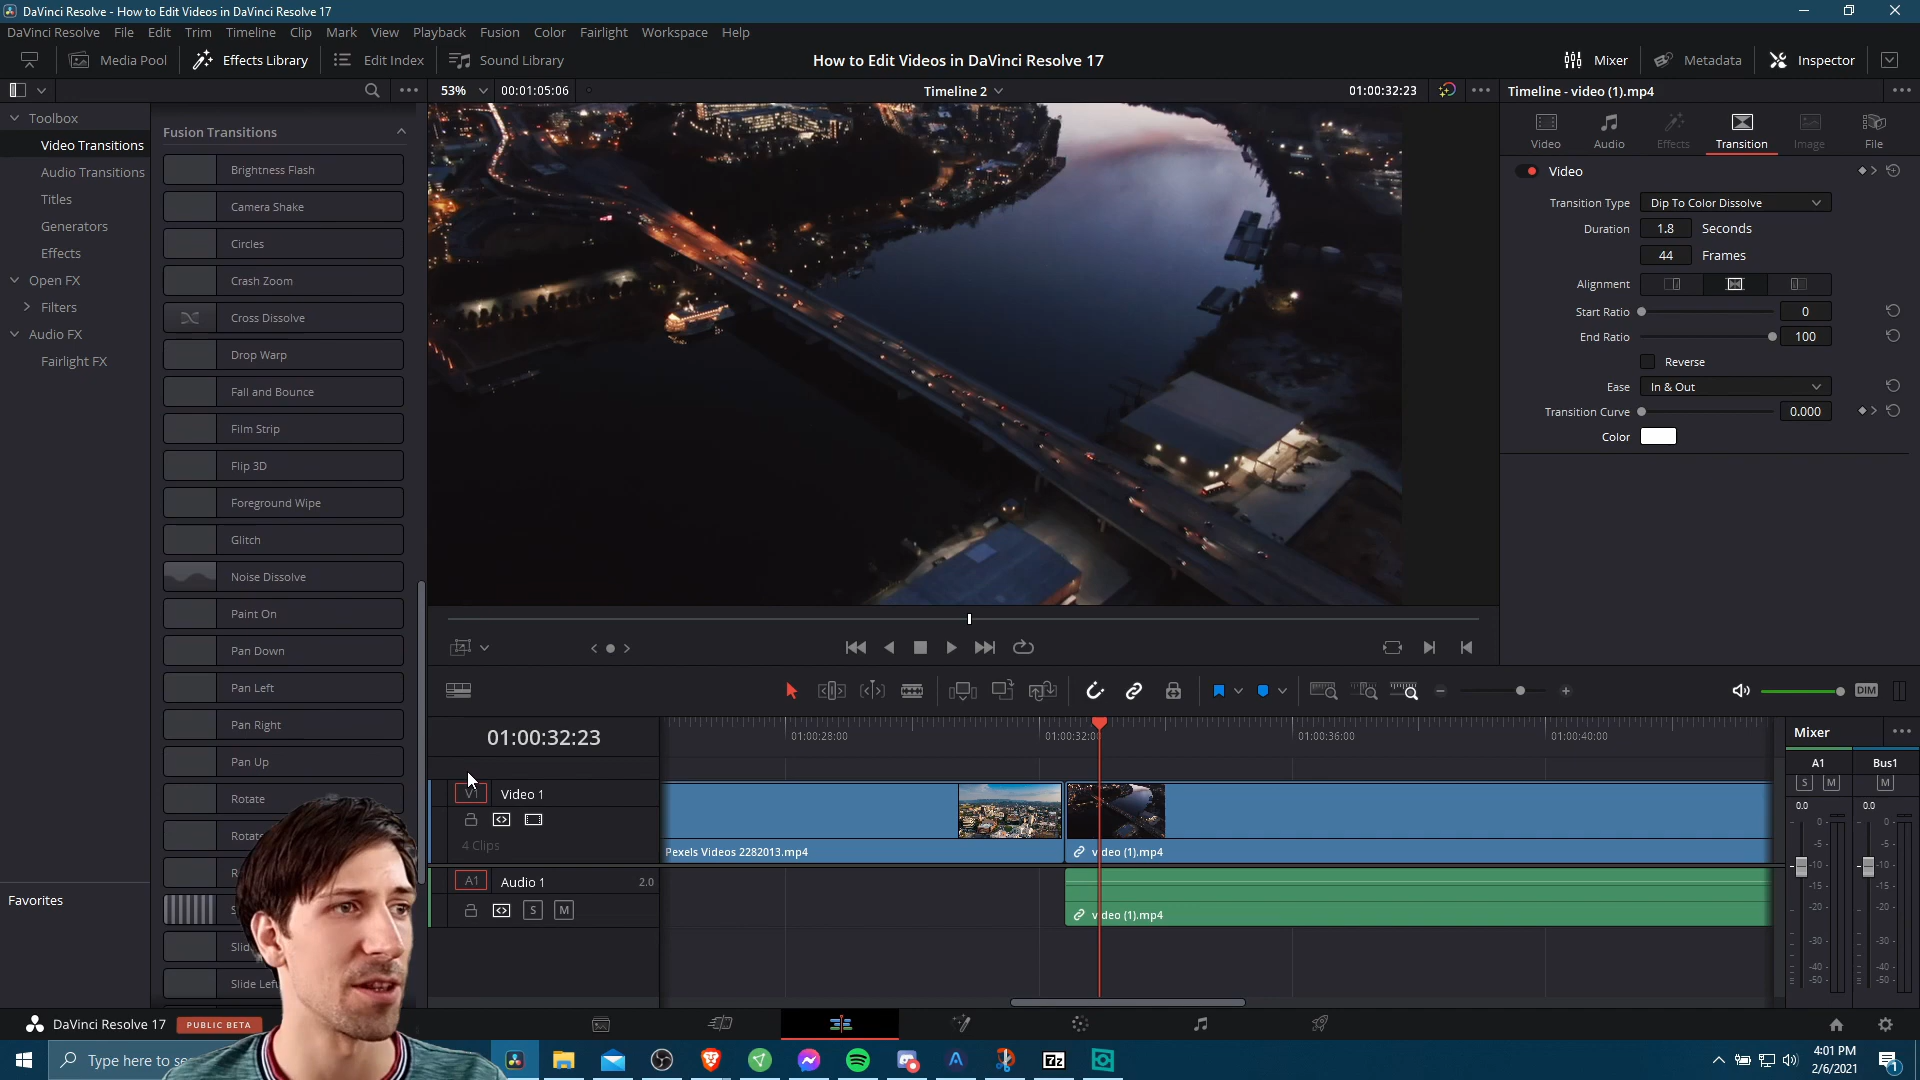 DaVinci Resolve - How to Edit Videos in DaVinci Resolve 17
DaVinci Resolve File Edit Trim Timeline Clip Mark View Playback Fusion Color Fairlight Workspace Help
Media Pool Effects Library Edit Index Sound Library How to Edit Videos in DaVinci Resolve 17 Mixer Metadata Inspector
53% 00:01:05:06 Timeline 2 01:00:32:23 Timeline - video (1).mp4
Toolbox
Video Transitions
Audio Transitions
Titles
Generators
Effects
Open FX
Filters
Audio FX
Fairlight FX
Favorites
Fusion Transitions
Brightness Flash
Camera Shake
Circles
Crash Zoom
Cross Dissolve
Drop Warp
Fall and Bounce
Film Strip
Flip 3D
Foreground Wipe
Glitch
Noise Dissolve
Paint On
Pan Down
Pan Left
Pan Right
Pan Up
Rotate
Video Audio Effects Transition Image File
Video
Transition Type Dip To Color Dissolve
Duration 1.8 Seconds
44 Frames
Alignment
Start Ratio 0
End Ratio 100
Reverse
Ease In & Out
Transition Curve 0.000
Color
DIM
01:00:32:23
01:00:28:00 01:00:32:0 01:00:36:00 01:00:40:00
V1 Video 1
4 Clips
Pexels Videos 2282013.mp4 video (1).mp4
A1 Audio 1 2.0
S M
video (1).mp4
Mixer
A1 Bus1
S M M
0.0 0.0
0 0
-5 -5
-10 -10
-15 -15
-20 -20
-30 -30
-40 -40
-50 -50
DaVinci Resolve 17 PUBLIC BETA
Type here to
7z
4:01 PM
2/6/2021
1